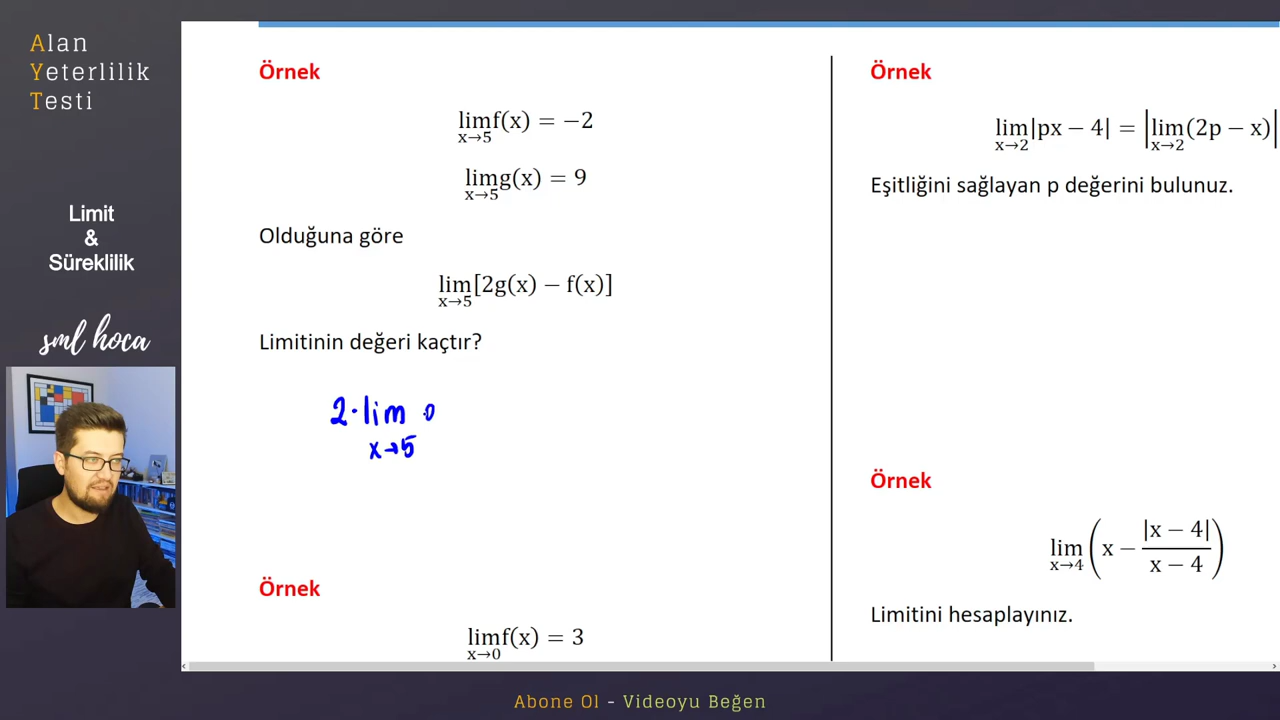 Alan
Yeterlilik
Testi
Limit
&
Süreklilik
sml hoca
Örnek
lim f(x) = −2
x→5
lim g(x) = 9
x→5
Olduğuna göre
lim [2g(x) − f(x)]
x→5
Limitinin değeri kaçtır?
2·lim
x→5
Örnek
lim f(x) = 3
x→0
Örnek
lim |px − 4| = |lim (2p − x)|
x→2 x→2
Eşitliğini sağlayan p değerini bulunuz.
Örnek
lim (x − |x − 4| / x − 4)
x→4
Limitini hesaplayınız.
Abone Ol - Videoyu Beğen